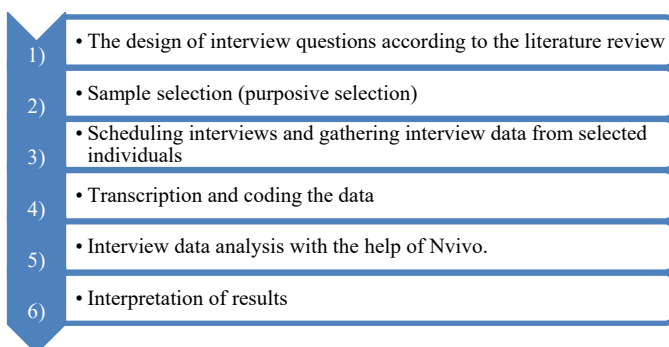 1) • The design of interview questions according to the literature review
2) • Sample selection (purposive selection)
3) • Scheduling interviews and gathering interview data from selected
individuals
4) • Transcription and coding the data
5) • Interview data analysis with the help of Nvivo.
6) • Interpretation of results